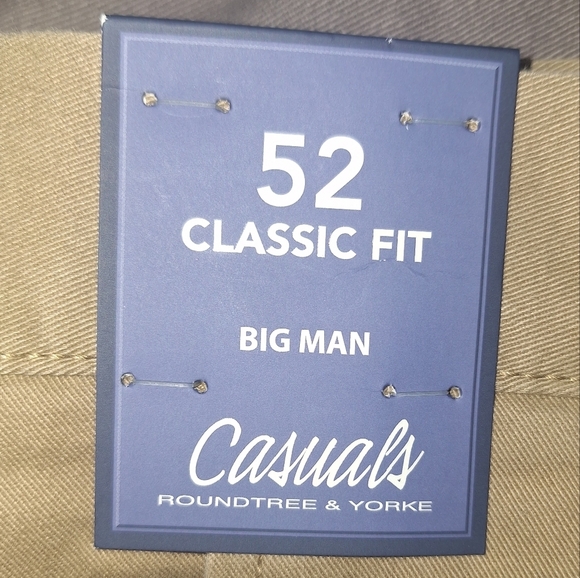 52
CLASSIC FIT
BIG MAN
Casuals
ROUNDTREE & YORKE